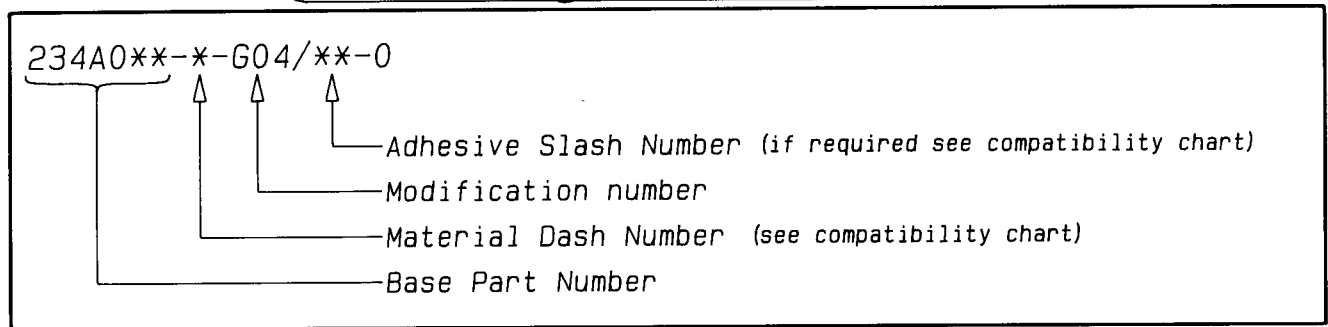 234A0**-*-G04/**-0
Adhesive Slash Number (if required see compatibility chart)
Modification number
Material Dash Number (see compatibility chart)
Base Part Number